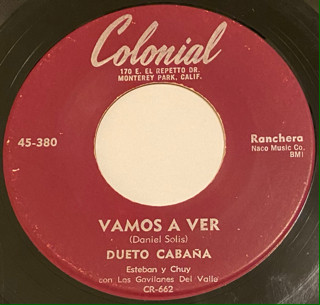 Colonial
170 E. EL REPETTO DR.
MONTEREY PARK, CALIF.
45-380
Ranchera
Naco Music Co.
BMI
VAMOS A VER
(Daniel Solis)
DUETO CABAÑA
Esteban y Chuy
con Los Gavilanes Del Valle
CR-662